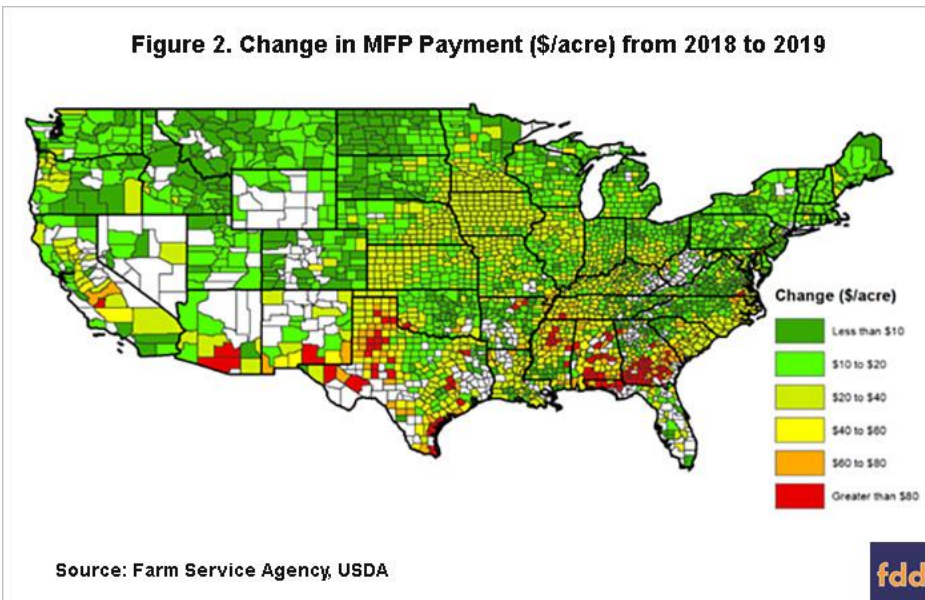 Figure 2. Change in MFP Payment ($/acre) from 2018 to 2019
Change ($/acre)
Less than $10
$10 to $20
$20 to $40
$40 to $60
$60 to $80
Greater than $80
Source: Farm Service Agency, USDA
fdd